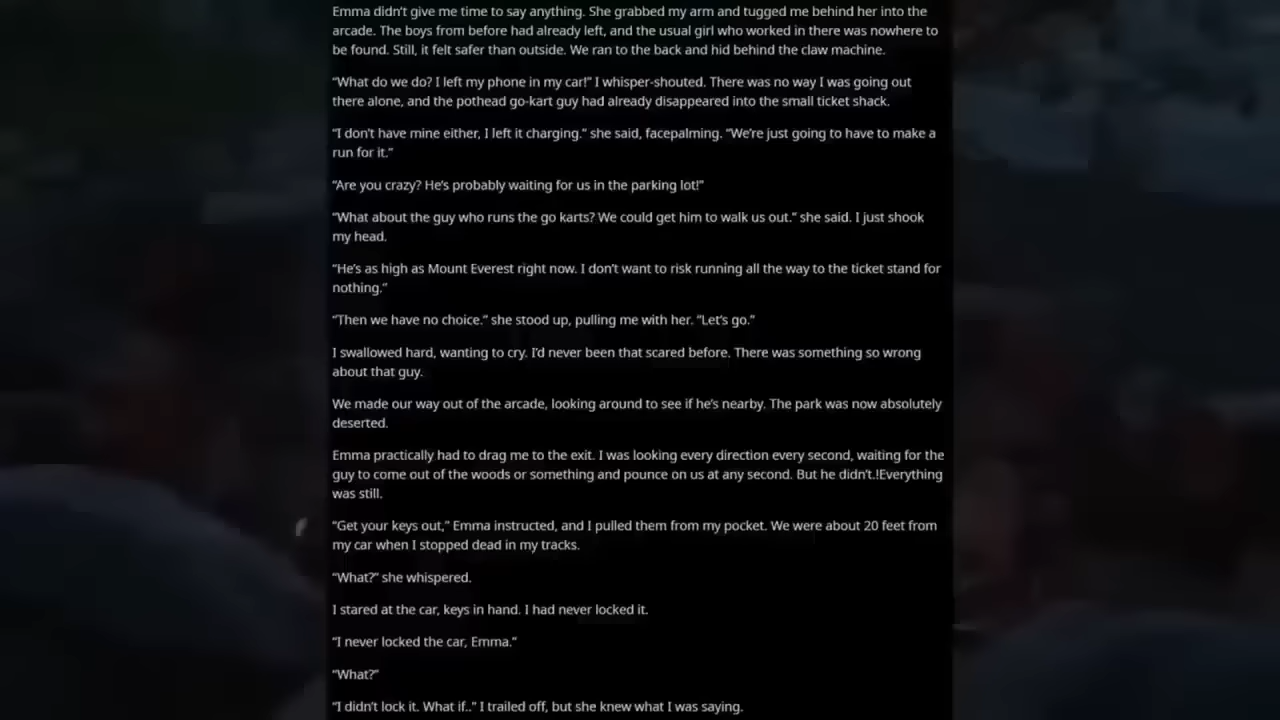 Emma didn’t give me time to say anything. She grabbed my arm and tugged me behind her into the
arcade. The boys from before had already left, and the usual girl who worked in there was nowhere to
be found. Still, it felt safer than outside. We ran to the back and hid behind the claw machine.
“What do we do? I left my phone in my car!” I whisper-shouted. There was no way I was going out
there alone, and the pothead go-kart guy had already disappeared into the small ticket shack.
“I don’t have mine either, I left it charging.” she said, facepalming. “We’re just going to have to make a
run for it.”
“Are you crazy? He’s probably waiting for us in the parking lot!”
“What about the guy who runs the go karts? We could get him to walk us out.” she said. I just shook
my head.
“He’s as high as Mount Everest right now. I don’t want to risk running all the way to the ticket stand for
nothing.”
“Then we have no choice.” she stood up, pulling me with her. “Let’s go.”
I swallowed hard, wanting to cry. I’d never been that scared before. There was something so wrong
about that guy.
We made our way out of the arcade, looking around to see if he’s nearby. The park was now absolutely
deserted.
Emma practically had to drag me to the exit. I was looking every direction every second, waiting for the
guy to come out of the woods or something and pounce on us at any second. But he didn’t.!Everything
was still.
“Get your keys out,” Emma instructed, and I pulled them from my pocket. We were about 20 feet from
my car when I stopped dead in my tracks.
“What?” she whispered.
I stared at the car, keys in hand. I had never locked it.
“I never locked the car, Emma.”
“What?”
“I didn’t lock it. What if..” I trailed off, but she knew what I was saying.